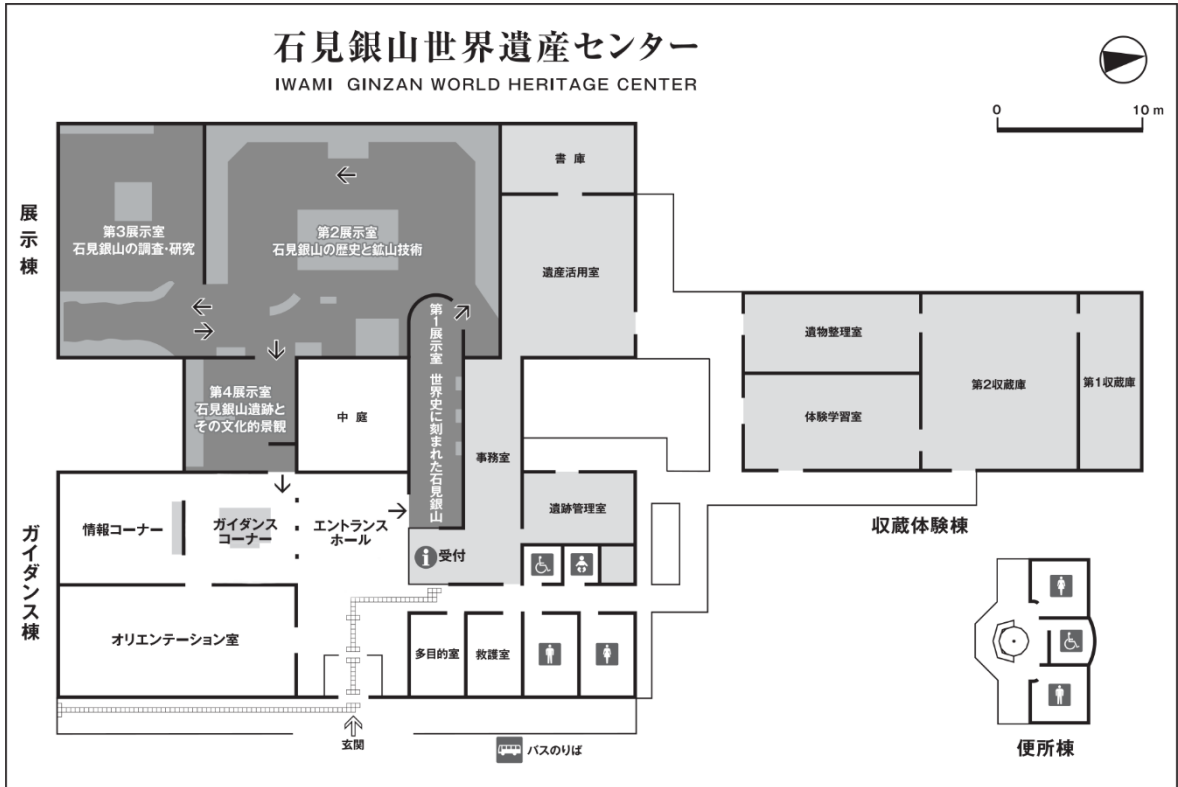 石見銀山世界遺産センター
IWAMI GINZAN WORLD HERITAGE CENTER
0 10 m
展示棟
第3展示室
石見銀山の調査・研究
第2展示室
石見銀山の歴史と鉱山技術
書庫
遺産活用室
第1展示室 世界史に刻まれた石見銀山
第4展示室
石見銀山遺跡と
その文化的景観
中庭
事務室
遺跡管理室
遺物整理室
体験学習室
第2収蔵庫
第1収蔵庫
収蔵体験棟
ガイダンス棟
情報コーナー
ガイダンス
コーナー
エントランス
ホール
i 受付
オリエンテーション室
多目的室
救護室
玄関
バスのりば
便所棟